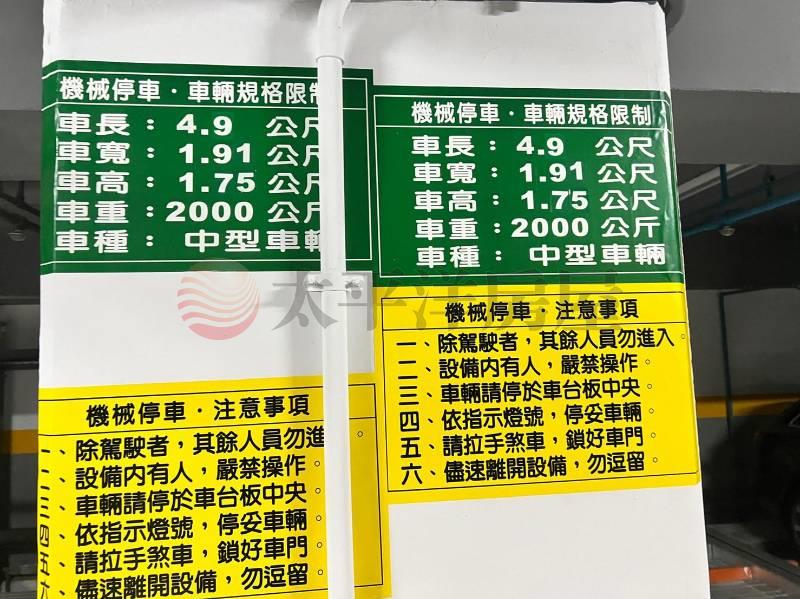 機械停車·車輛規格限制
車長：4.9 公尺
車寬：1.91 公尺
車高：1.75 公尺
車重：2000 公斤
車種：中型車輛
機械停車·注意事項
一、除駕駛者，其餘人員勿進
二、設備內有人，嚴禁操作。
三、車輛請停於車台板中央。
四、依指示燈號，停妥車輛。
五、請拉手煞車，鎖好車門。
六、儘速離開設備，勿逗留。
機械停車·車輛規格限制
車長：4.9 公尺
車寬：1.91 公尺
車高：1.75 公尺
車重：2000 公斤
車種：中型車輛
機械停車·注意事項
一、除駕駛者，其餘人員勿進入。
二、設備內有人，嚴禁操作。
三、車輛請停於車台板中央。
四、依指示燈號，停妥車輛。
五、請拉手煞車，鎖好車門。
六、儘速離開設備，勿逗留。
太平洋房屋